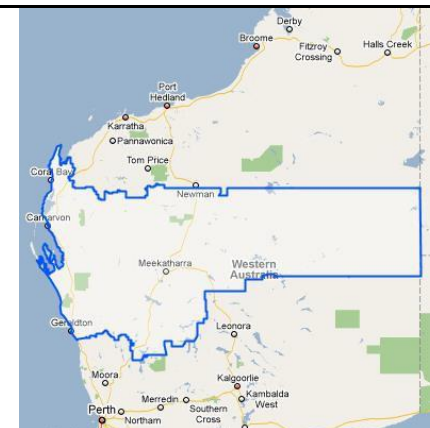 Derby
Broome
Fitzroy
Crossing
Halls Creek
Port
Hedland
Karratha
Pannawonica
Tom Price
Coral Bay
Newman
Carnarvon
Meekatharra
Western
Australia
Geraldton
Leonora
Moora
Kalgoorlie
Kambalda
West
Merredin
Perth
Southern
Cross
Northam